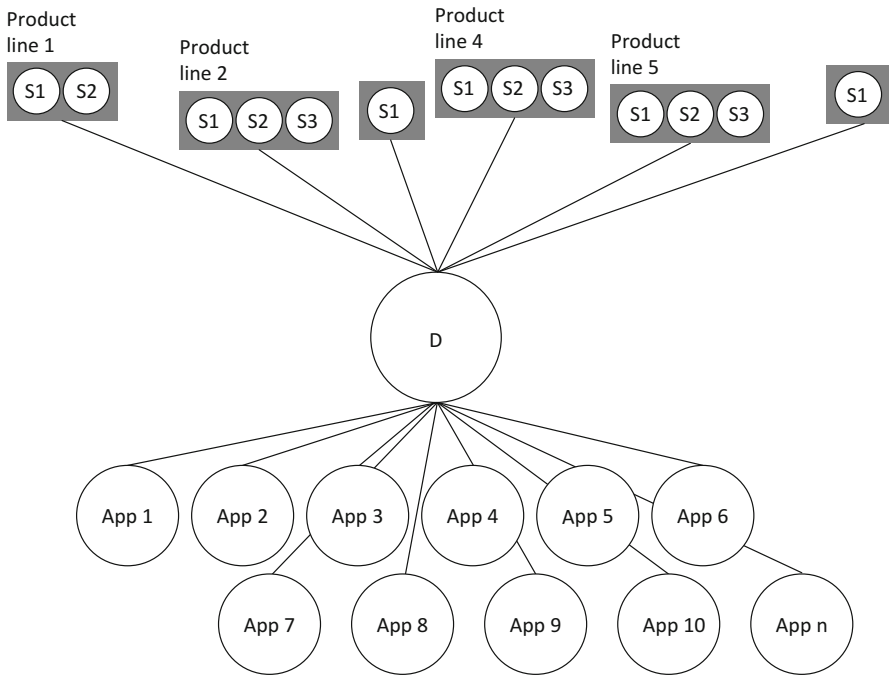 Product
line 1
S1 S2
Product
line 2
S1 S2 S3
S1
Product
line 4
S1 S2 S3
Product
line 5
S1 S2 S3
S1
D
App 1
App 2
App 3
App 4
App 5
App 6
App 7
App 8
App 9
App 10
App n